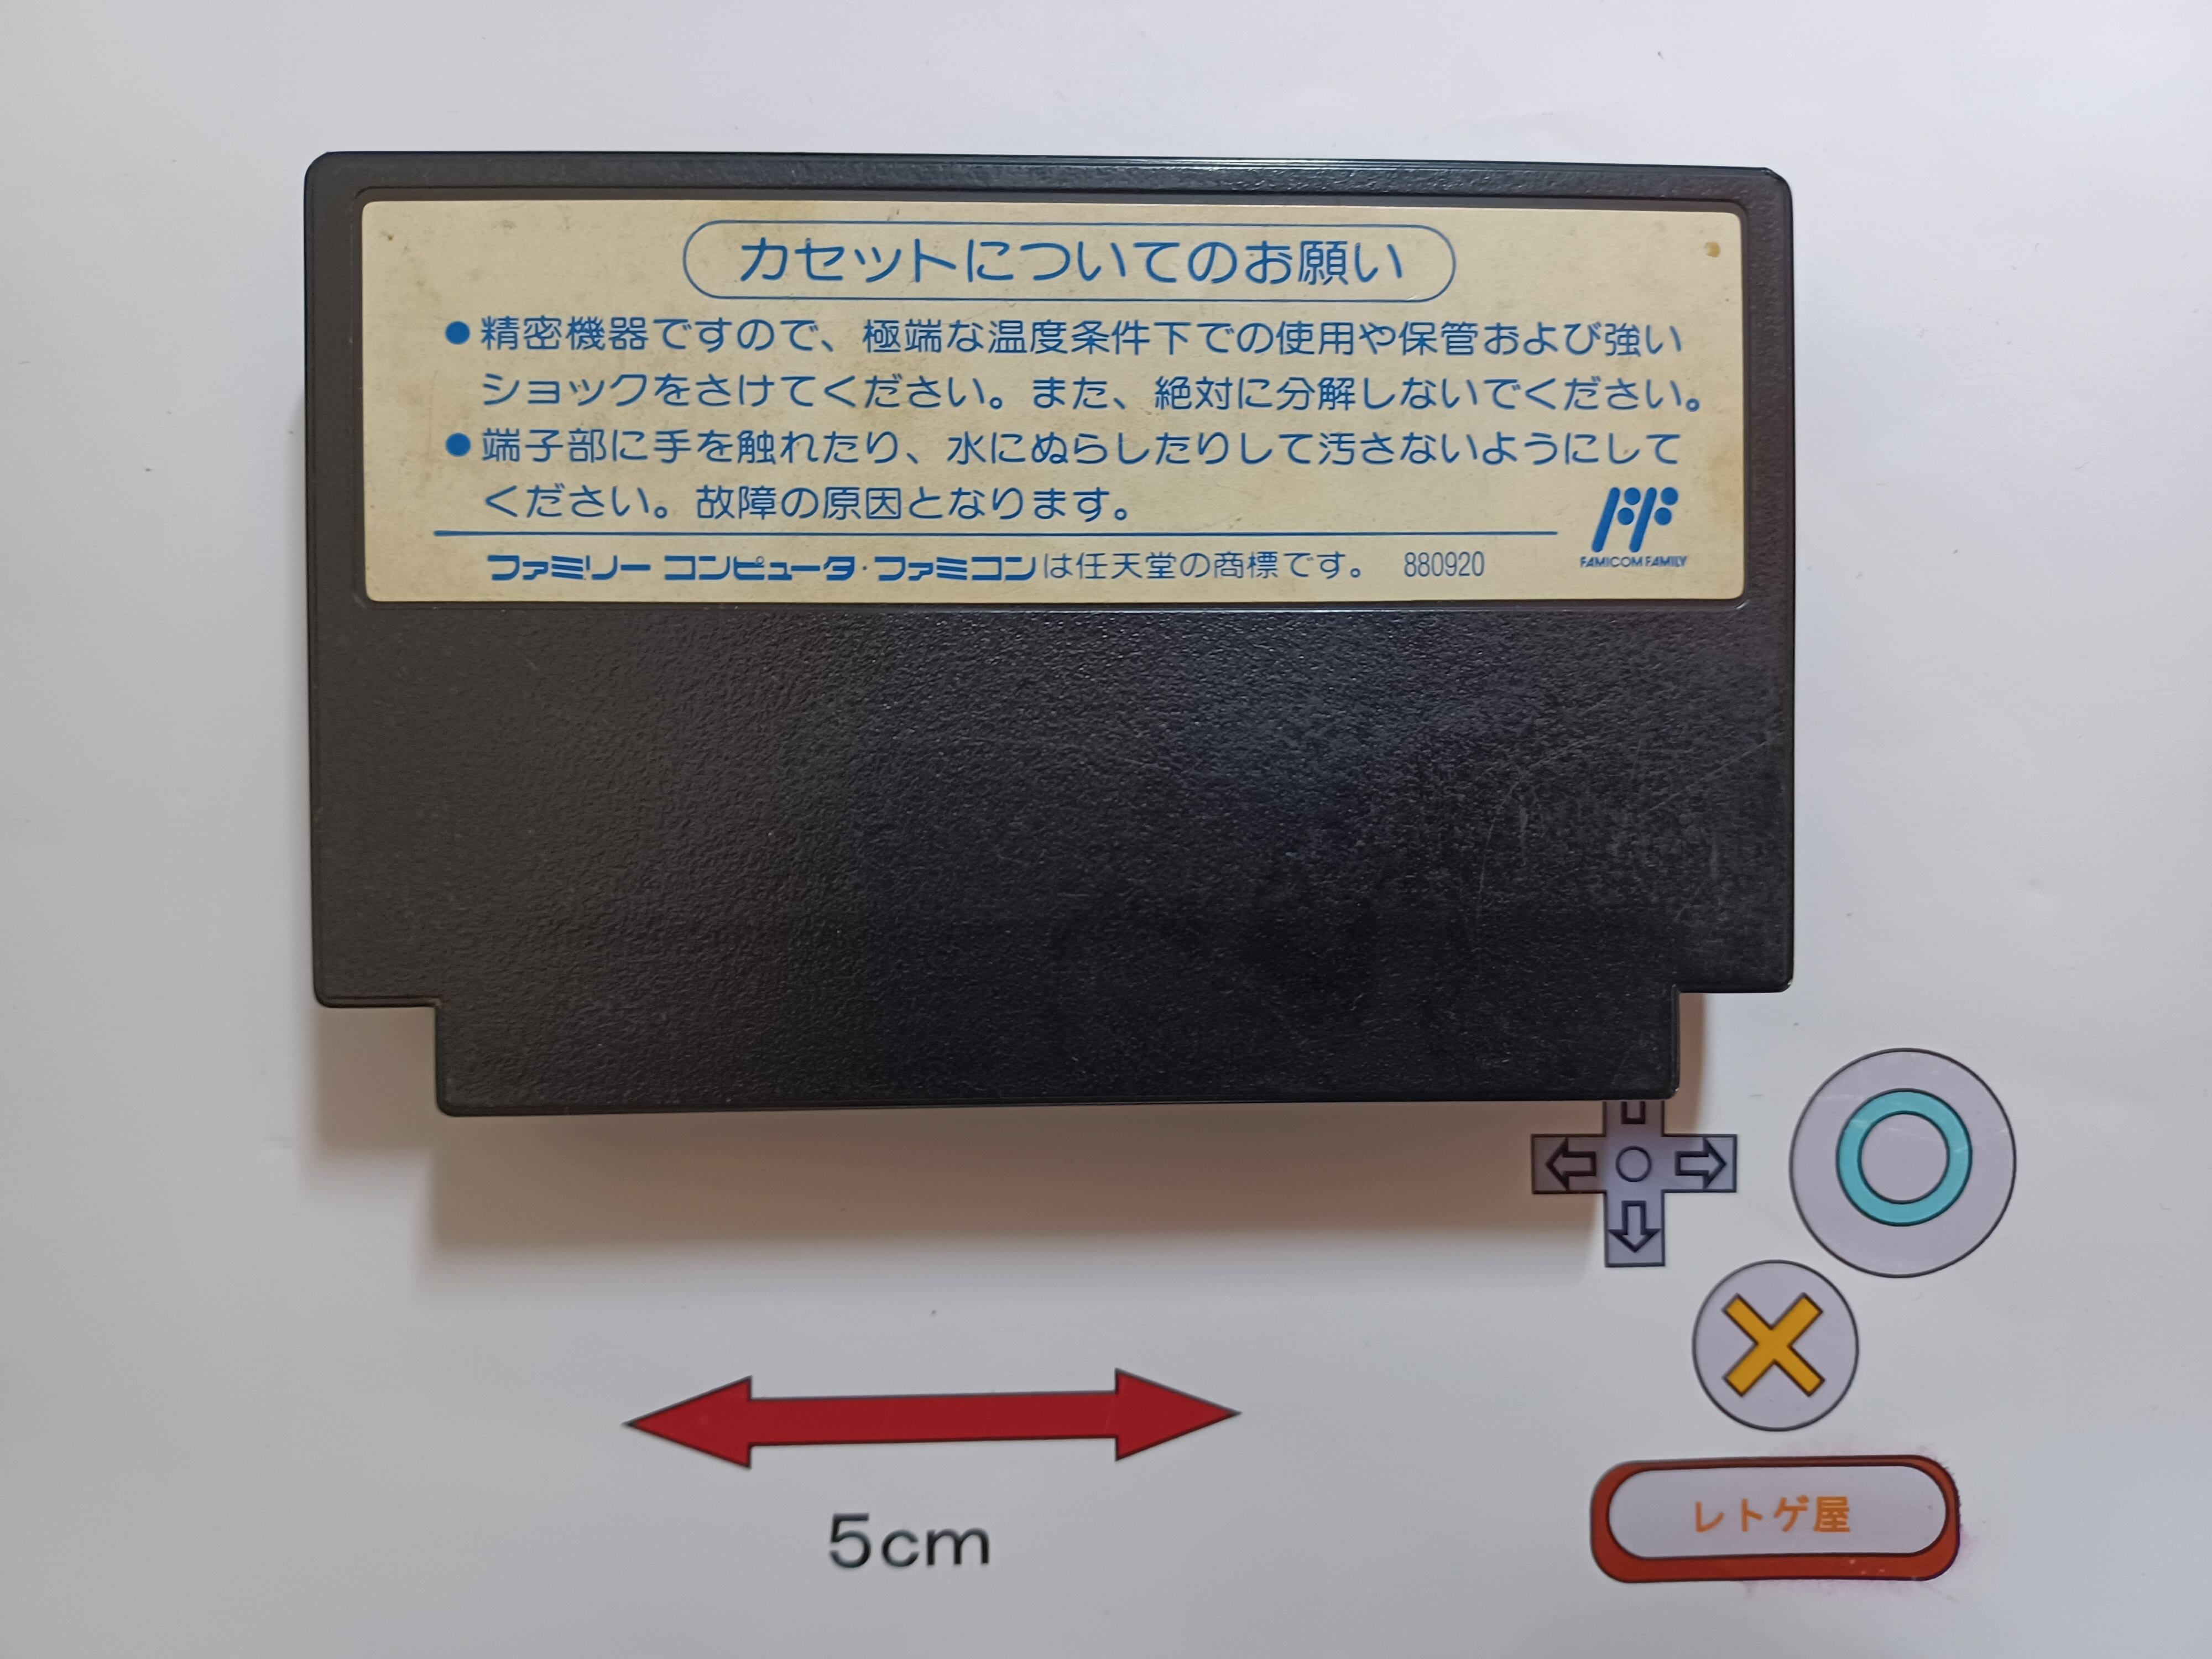 カセットについてのお願い
●精密機器ですので、極端な温度条件下での使用や保管および強い
ショックをさけてください。また、絶対に分解しないでください。
●端子部に手を触れたり、水にぬらしたりして汚さないようにして
ください。故障の原因となります。
ファミリー コンピュータ・ファミコンは任天堂の商標です。 880920
FAMICOM FAMILY
5cm
レトゲ屋